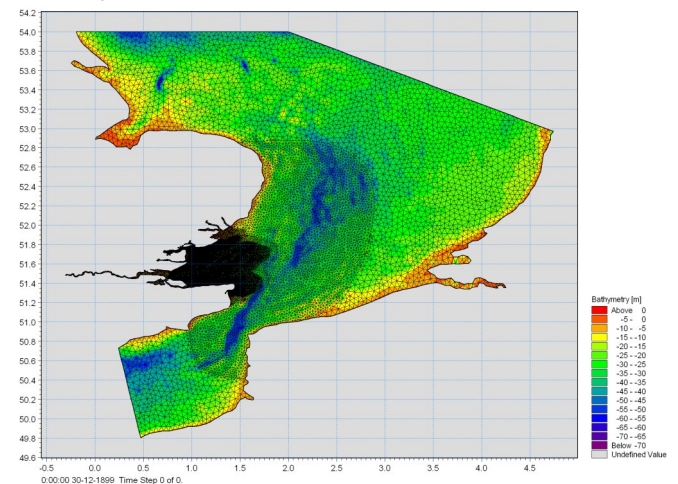 54.2
54.0
53.8
53.6
53.4
53.2
53.0
52.8
52.6
52.4
52.2
52.0
51.8
51.6
51.4
51.2
51.0
50.8
50.6
50.4
50.2
50.0
49.8
49.6
-0.5 0.0 0.5 1.0 1.5 2.0 2.5 3.0 3.5 4.0 4.5
0:00:00 30-12-1899 Time Step 0 of 0.
Bathymetry [m]
Above 0
-5 - 0
-10 - -5
-15 - -10
-20 - -15
-25 - -20
-30 - -25
-35 - -30
-40 - -35
-45 - -40
-50 - -45
-55 - -50
-60 - -55
-65 - -60
-70 - -65
Below -70
Undefined Value